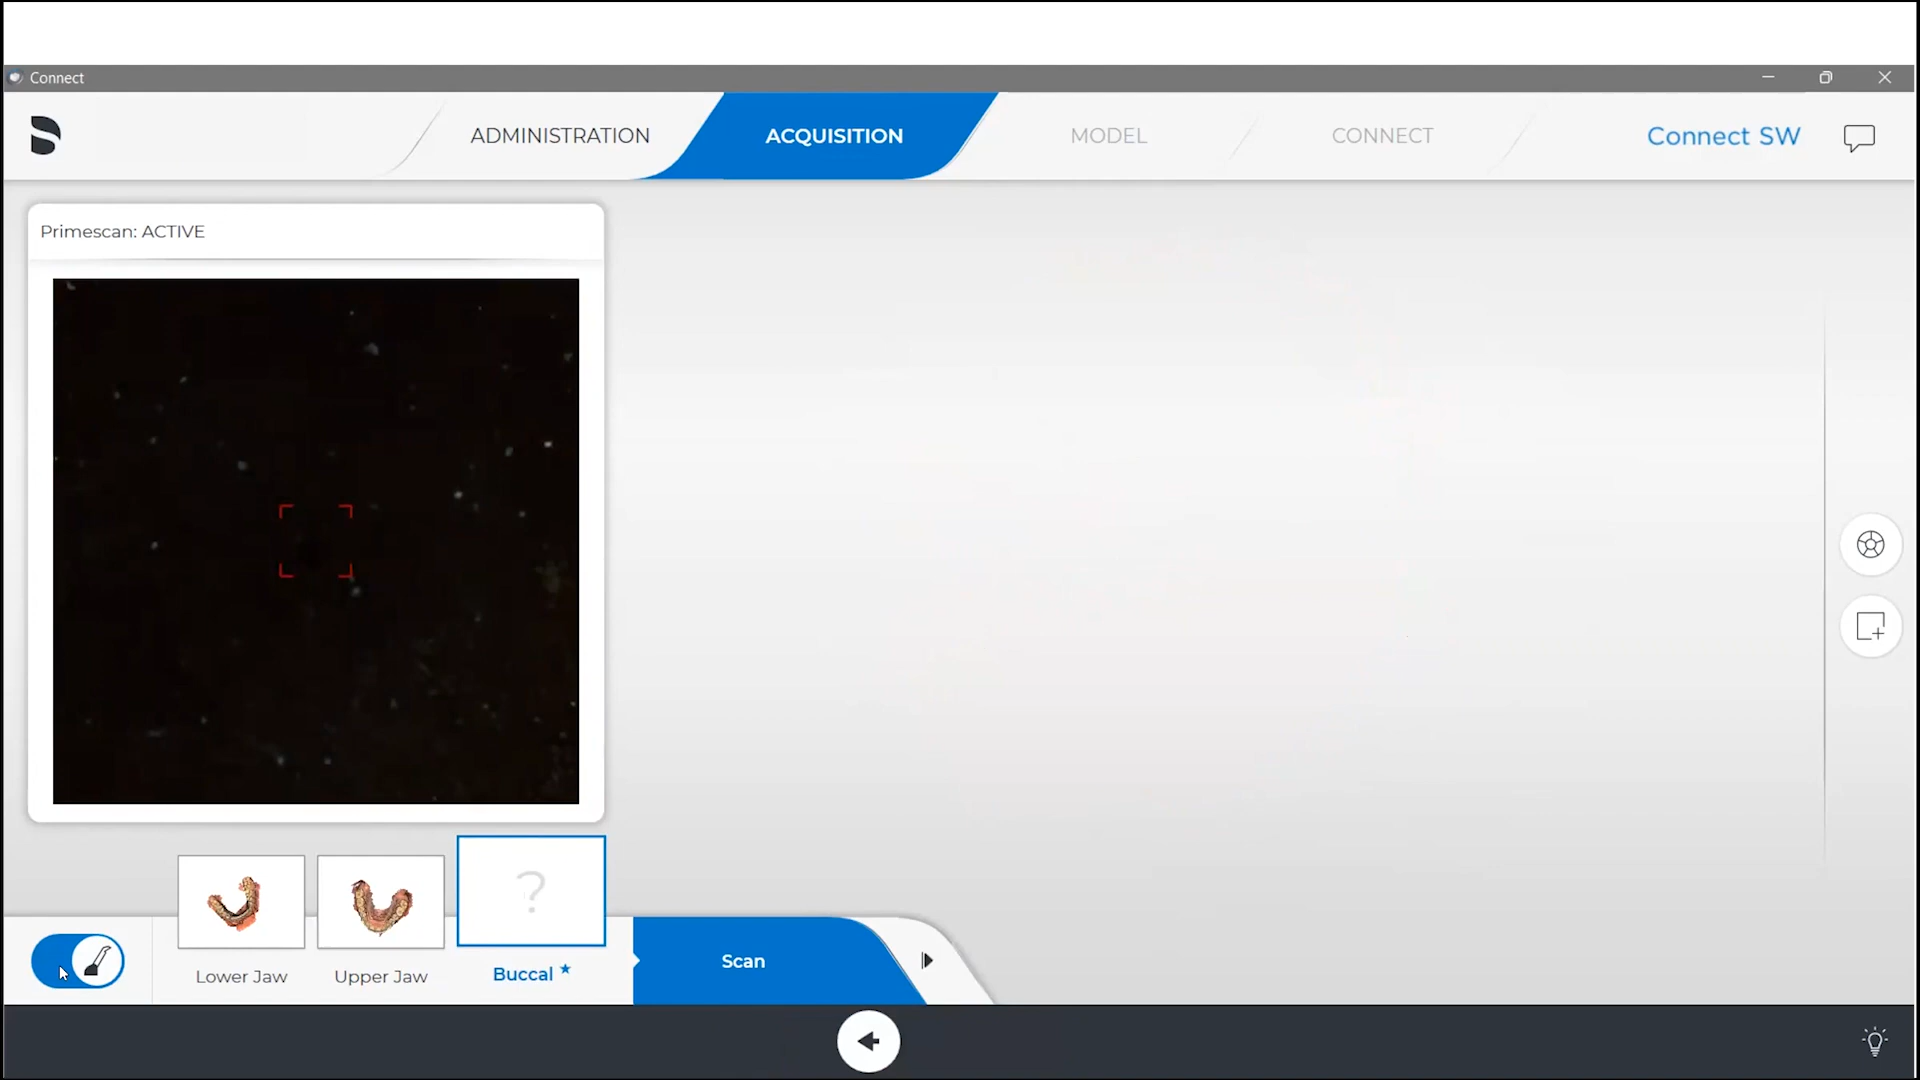 Connect
ADMINISTRATION
ACQUISITION
MODEL
CONNECT
Connect SW
Primescan: ACTIVE
?
Lower Jaw
Upper Jaw
Buccal ★
Scan